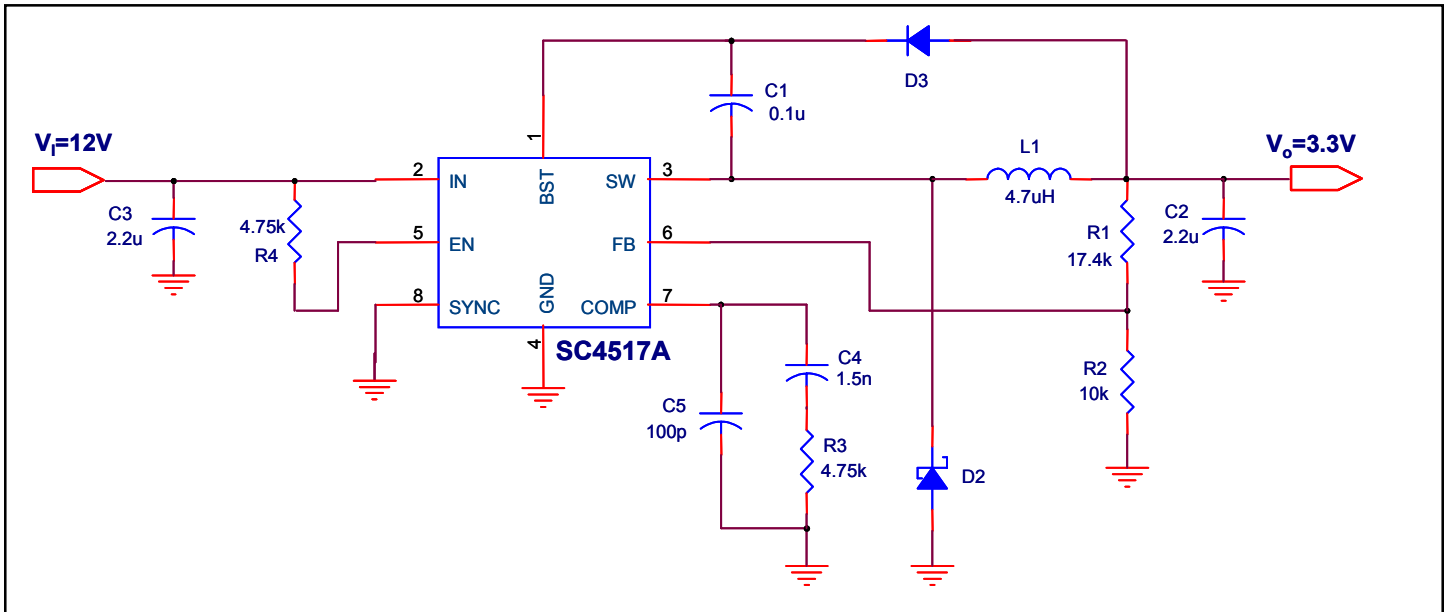 C1
0.1u
D3
V_I=12V
1
L1
4.7uH
V_o=3.3V
2
IN
BST
SW
3
C3
2.2u
4.75k
R4
5
EN
FB
6
R1
17.4k
C2
2.2u
8
SYNC
GND
COMP
7
4
SC4517A
C4
1.5n
R2
10k
C5
100p
R3
4.75k
D2